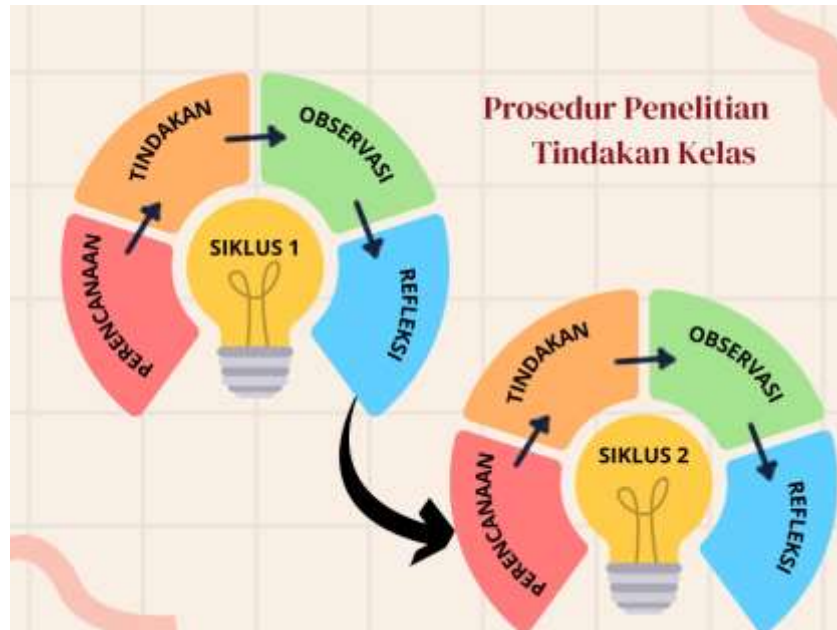 Prosedur Penelitian
Tindakan Kelas
SIKLUS 1
PERENCANAAN
TINDAKAN
OBSERVASI
REFLEKSI
SIKLUS 2
PERENCANAAN
TINDAKAN
OBSERVASI
REFLEKSI